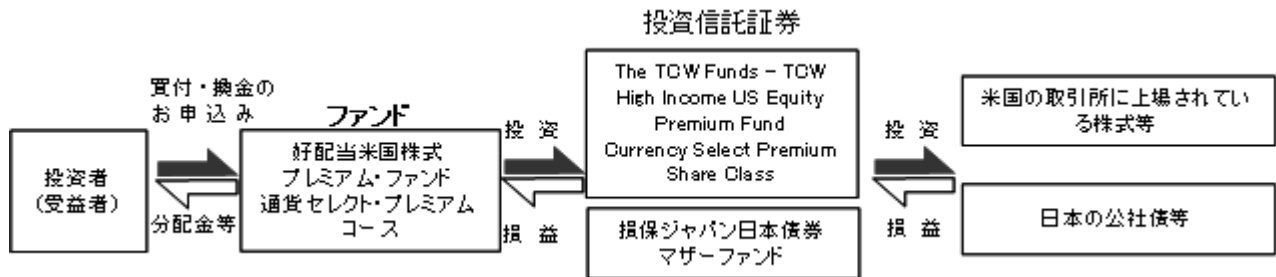 投資信託証券
買付・換金の
お申込み
ファンド
投資者
(受益者)
分配金等
好配当米国株式
プレミアム・ファンド
通貨セレクト・プレミアム
コース
投資
損益
The TCW Funds – TCW
High Income US Equity
Premium Fund
Currency Select Premium
Share Class
損保ジャパン日本債券
マザーファンド
投資
損益
米国の取引所に上場されてい
る株式等
日本の公社債等